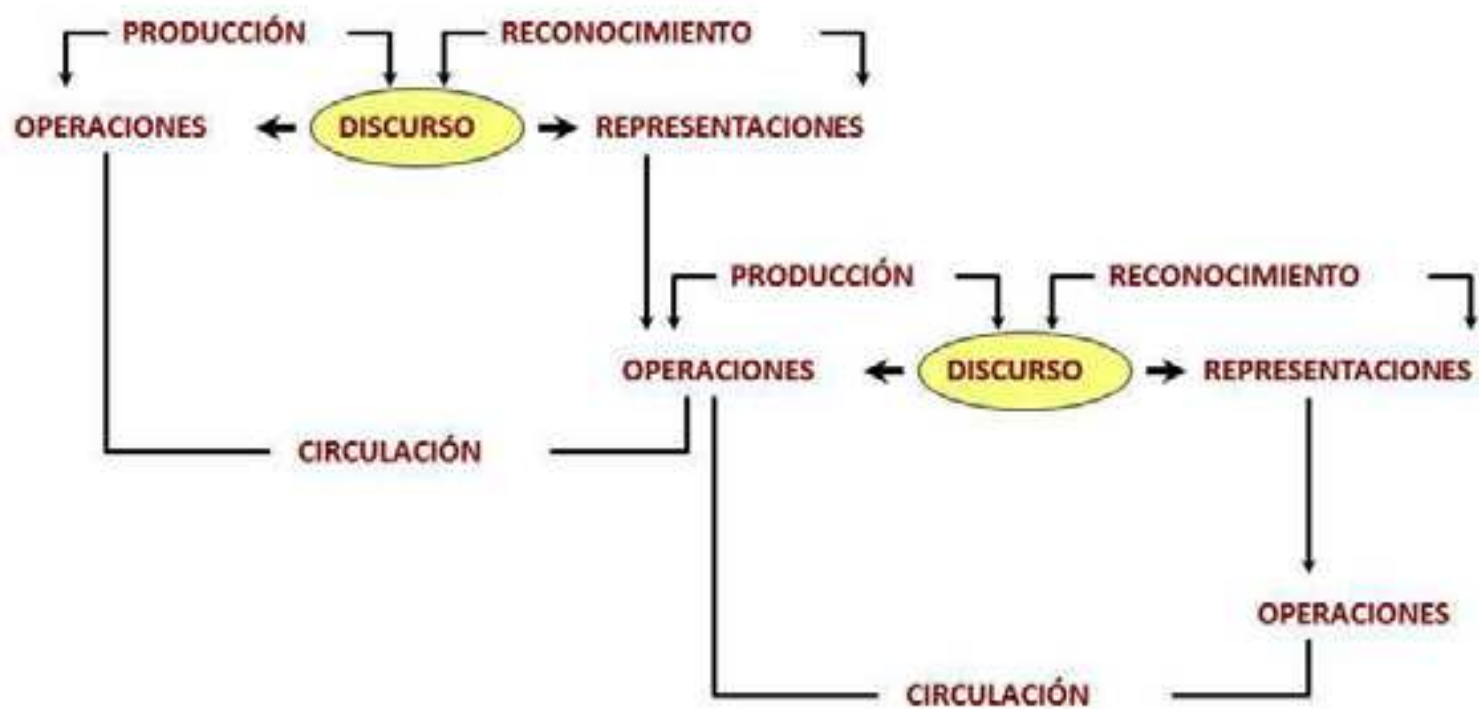 PRODUCCIÓN RECONOCIMIENTO
OPERACIONES DISCURSO REPRESENTACIONES
PRODUCCIÓN RECONOCIMIENTO
OPERACIONES DISCURSO REPRESENTACIONES
CIRCULACIÓN
OPERACIONES
CIRCULACIÓN